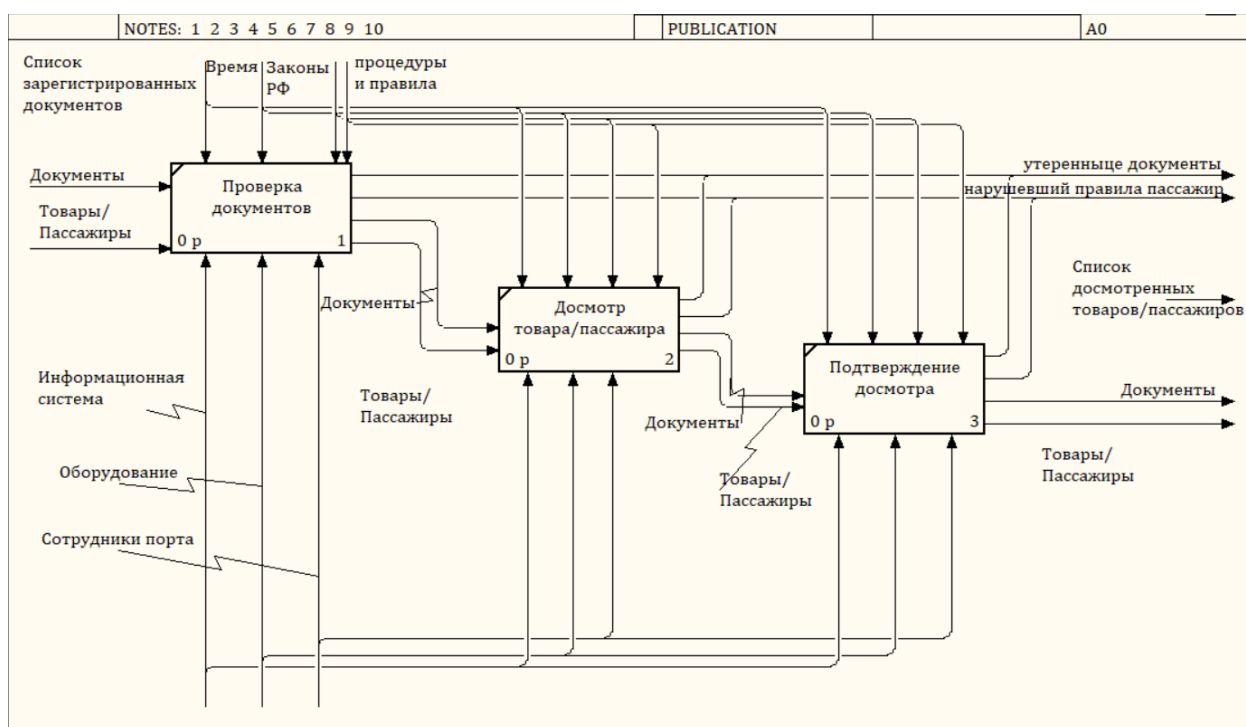 NOTES: 1 2 3 4 5 6 7 8 9 10
PUBLICATION
A0
Список
зарегистрированных
документов
Время
Законы
РФ
процедуры
и правила
Документы
Товары/
Пассажиры
Проверка
документов
0 р
1
утеренныце документы
нарушевший правила пассажир
Документы
Досмотр
товара/пассажира
0 р
2
Список
досмотренных
товаров/пассажиров
Информационная
система
Товары/
Пассажиры
Подтверждение
досмотра
0 р
3
Документы
Документы
Товары/
Пассажиры
Товары/
Пассажиры
Оборудование
Сотрудники порта